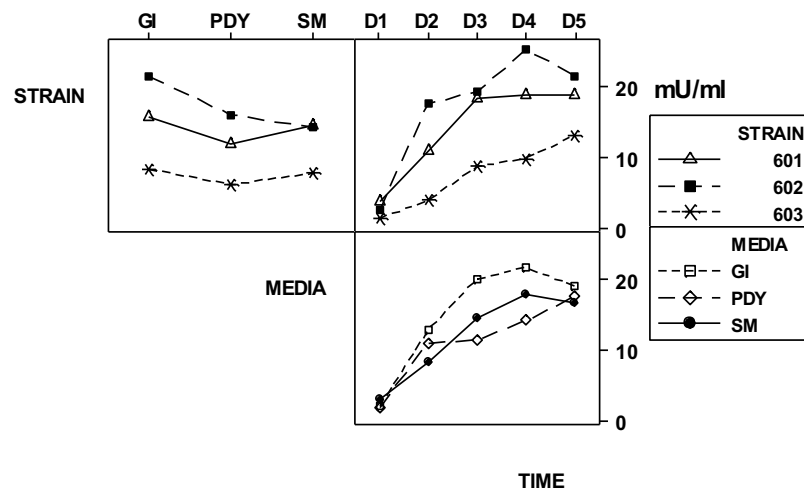 GI PDY SM D1 D2 D3 D4 D5
STRAIN
20 mU/ml
10
0
STRAIN
601
602
603
MEDIA
20
10
0
MEDIA
GI
PDY
SM
TIME